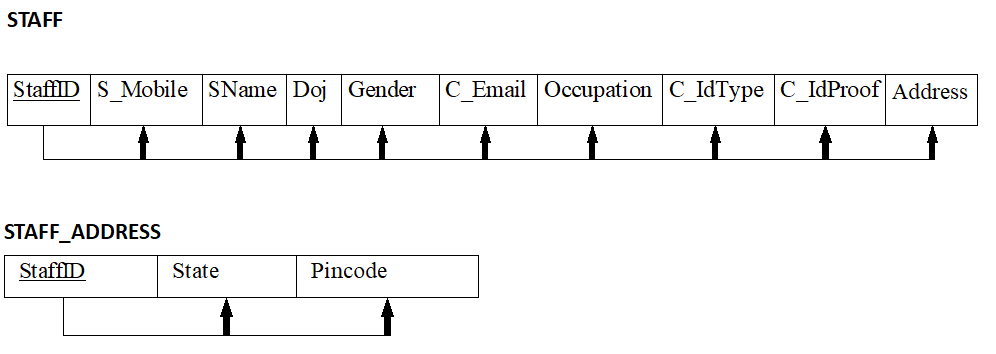 STAFF
StaffID S_Mobile SName Doj Gender C_Email Occupation C_IdType C_IdProof Address
STAFF_ADDRESS
StaffID State Pincode